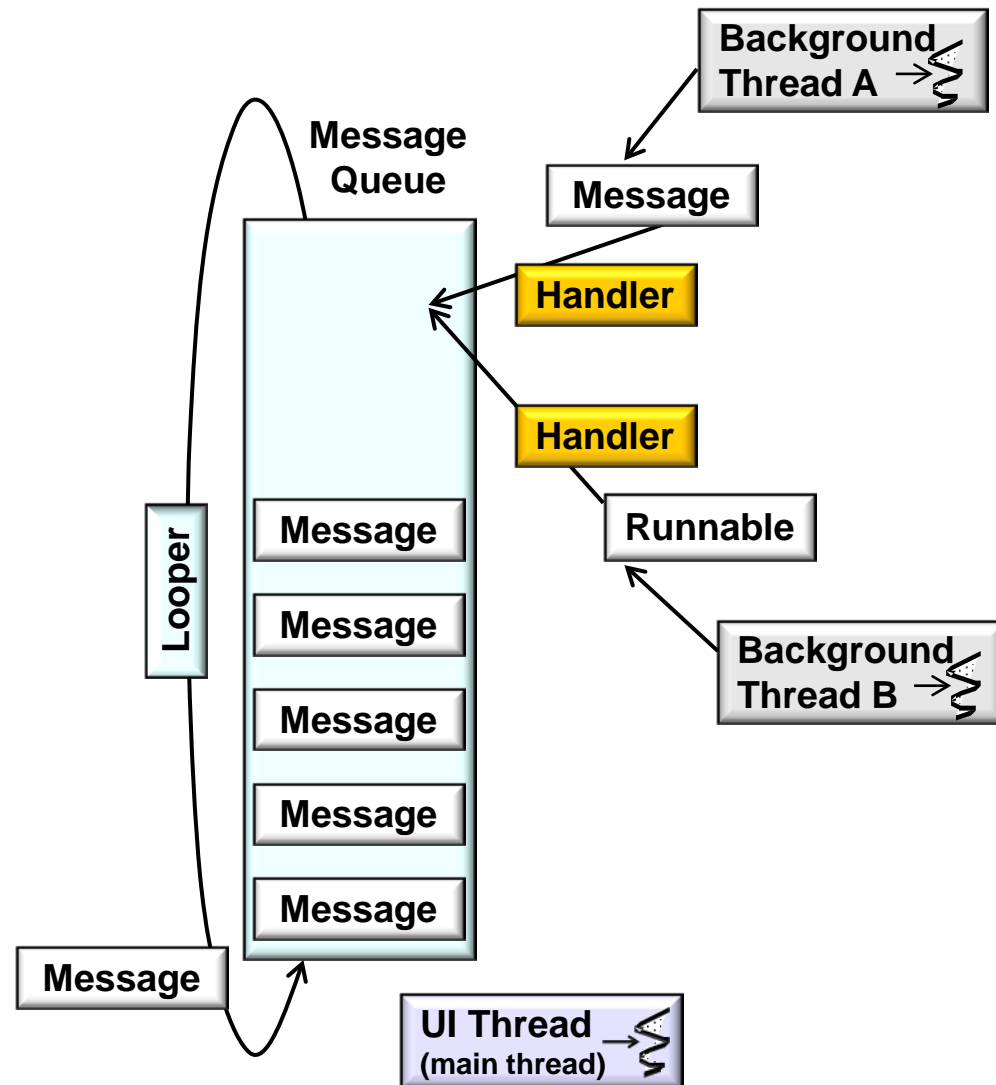 Background
Thread A
Message
Queue
Message
Handler
Handler
Message
Runnable
Looper
Message
Background
Thread B
Message
Message
Message
Message
UI Thread
(main thread)